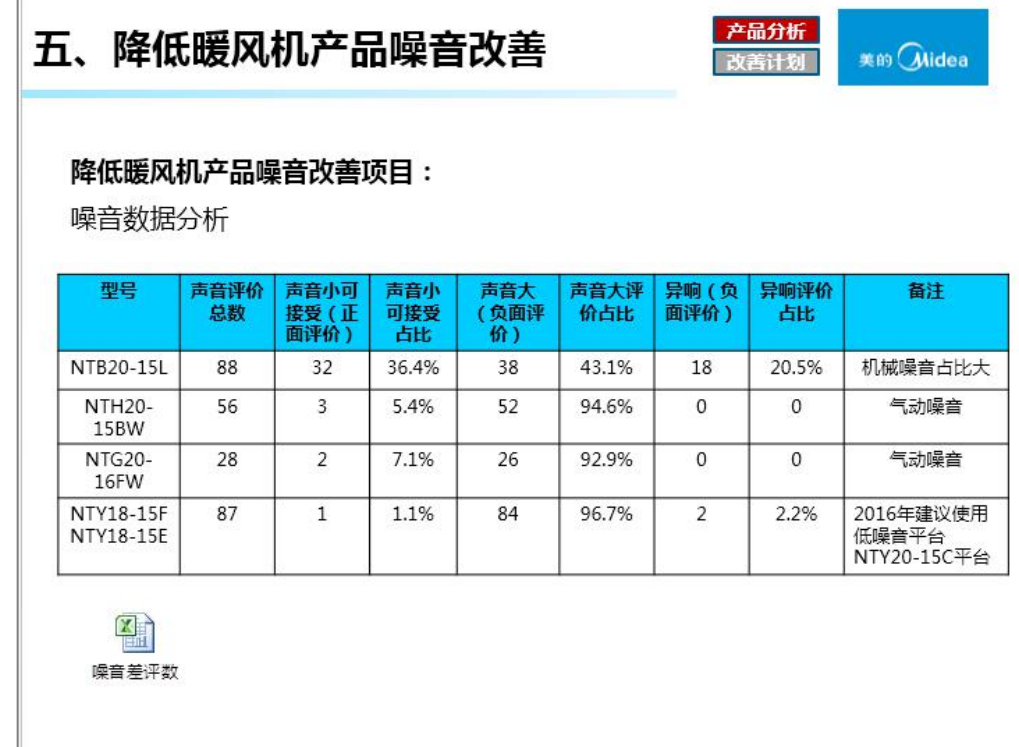 五、降低暖风机产品噪音改善
产品分析
改善计划
美的 Midea
降低暖风机产品噪音改善项目：
噪音数据分析
型号 声音评价 声音小可 声音小 声音大 声音大评 异响（负 异响评价 备注
总数 接受（正 可接受 （负面评 价占比 面评价） 占比
面评价） 占比 价）
NTB20-15L 88 32 36.4% 38 43.1% 18 20.5% 机械噪音占比大
NTH20- 56 3 5.4% 52 94.6% 0 0 气动噪音
15BW
NTG20- 28 2 7.1% 26 92.9% 0 0 气动噪音
16FW
NTY18-15F 87 1 1.1% 84 96.7% 2 2.2% 2016年建议使用
NTY18-15E 低噪音平台
NTY20-15C平台
噪音差评数